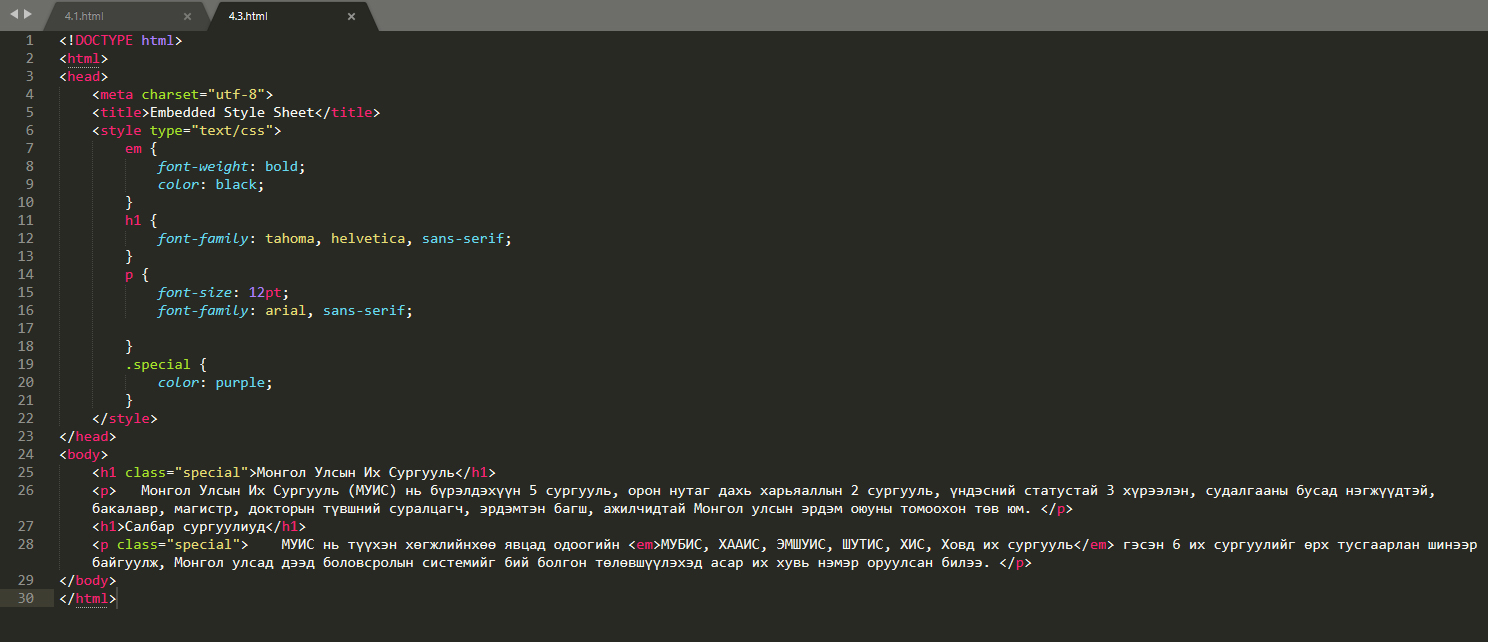 4.1.html × 4.3.html ×
1 <!DOCTYPE html>
2 <html>
3 <head>
4 <meta charset="utf-8">
5 <title>Embedded Style Sheet</title>
6 <style type="text/css">
7 em {
8 font-weight: bold;
9 color: black;
10 }
11 h1 {
12 font-family: tahoma, helvetica, sans-serif;
13 }
14 p {
15 font-size: 12pt;
16 font-family: arial, sans-serif;
17
18 }
19 .special {
20 color: purple;
21 }
22 </style>
23 </head>
24 <body>
25 <h1 class="special">Монгол Улсын Их Сургууль</h1>
26 <p> Монгол Улсын Их Сургууль (МУИС) нь бүрэлдэхүүн 5 сургууль, орон нутаг дахь харьяаллын 2 сургууль, үндэсний статустай 3 хүрээлэн, судалгааны бусад нэгжүүдтэй,
бакалавр, магистр, докторын түвшний суралцагч, эрдэмтэн багш, ажилчидтай Монгол улсын эрдэм оюуны томоохон төв юм. </p>
27 <h1>Салбар сургуулиуд</h1>
28 <p class="special"> МУИС нь түүхэн хөгжлийнхөө явцад одоогийн <em>МУБИС, ХААИС, ЭМШУИС, ШУТИС, ХИС, Ховд их сургууль</em> гэсэн 6 их сургуулийг өрх тусгаарлан шинээр
байгуулж, Монгол улсад дээд боловсролын системийг бий болгон төлөвшүүлэхэд асар их хувь нэмэр оруулсан билээ. </p>
29 </body>
30 </html>